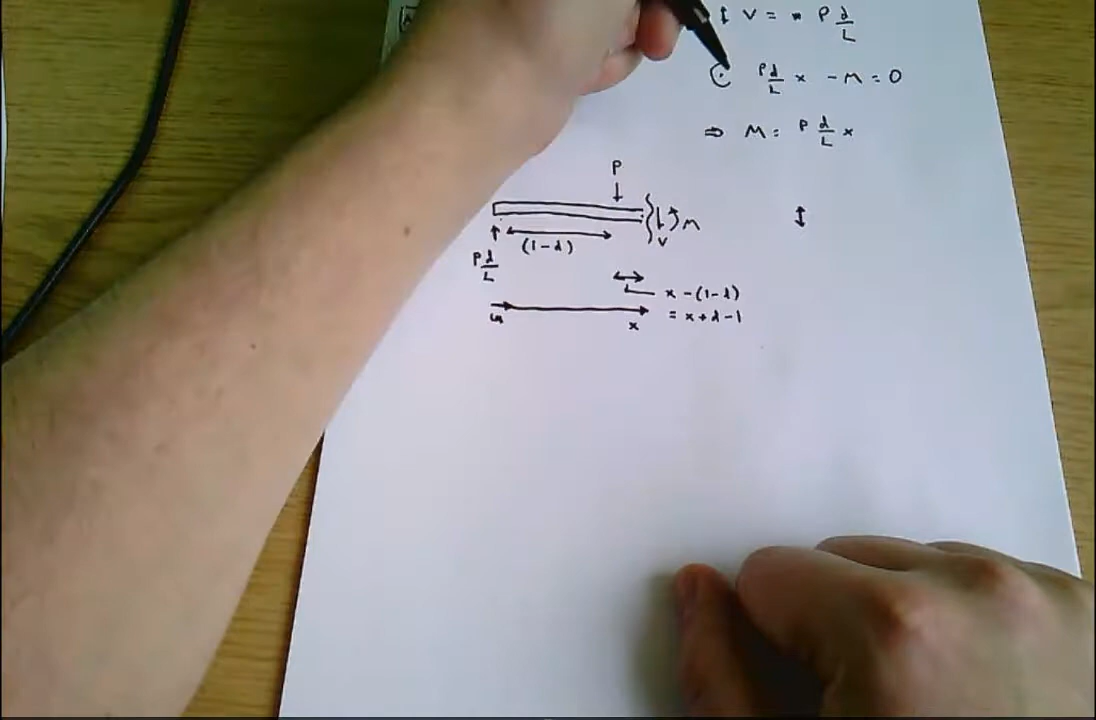 V = P d/L
P d/L x - M = 0
⇒ M = P d/L x
P
M
V
(1-d)
P d/L
x - (1-d)
= x+d-1
x